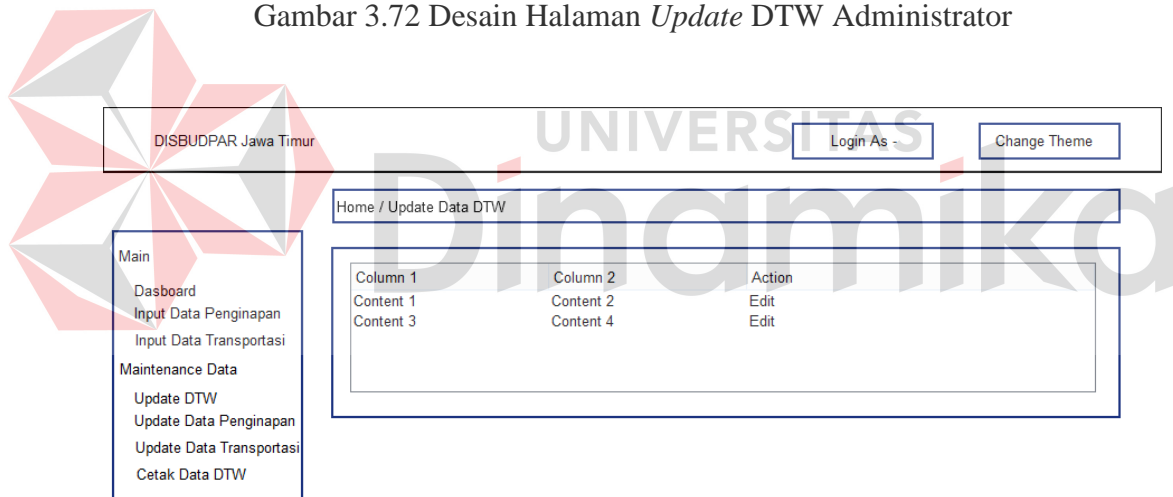 Gambar 3.72 Desain Halaman Update DTW Administrator
UNIVERSITAS
Dinamika
DISBUDPAR Jawa Timur
Login As -
Change Theme
Home / Update Data DTW
Main
Dasboard
Input Data Penginapan
Input Data Transportasi
Maintenance Data
Update DTW
Update Data Penginapan
Update Data Transportasi
Cetak Data DTW
Column 1 Column 2 Action
Content 1 Content 2 Edit
Content 3 Content 4 Edit